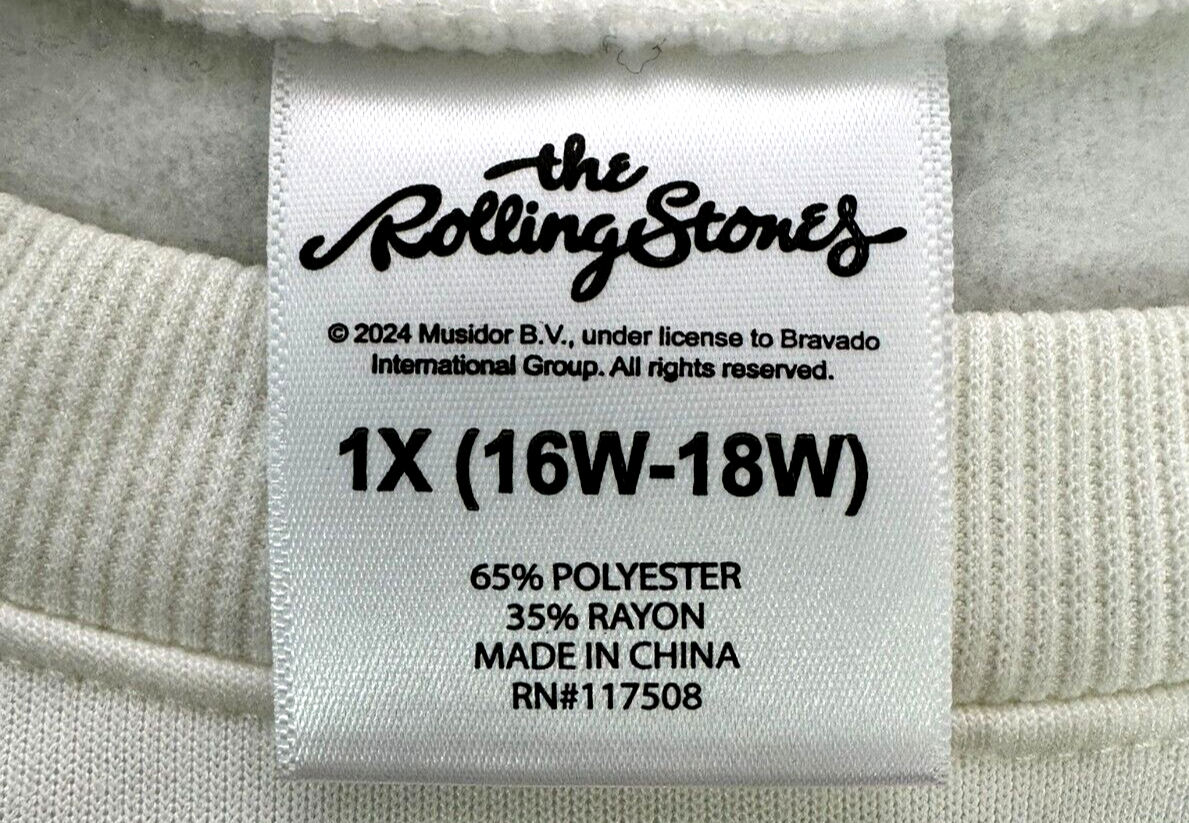 the
Rolling Stones
© 2024 Musidor B.V., under license to Bravado
International Group. All rights reserved.
1X (16W-18W)
65% POLYESTER
35% RAYON
MADE IN CHINA
RN#117508